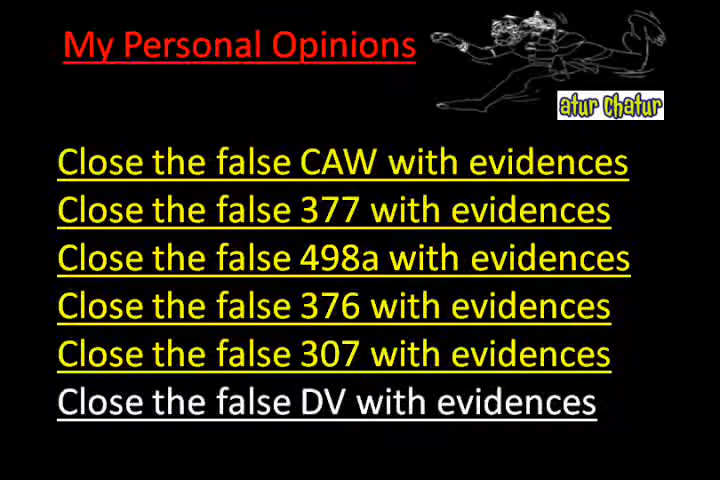 My Personal Opinions
atur Chatur
Close the false CAW with evidences
Close the false 377 with evidences
Close the false 498a with evidences
Close the false 376 with evidences
Close the false 307 with evidences
Close the false DV with evidences